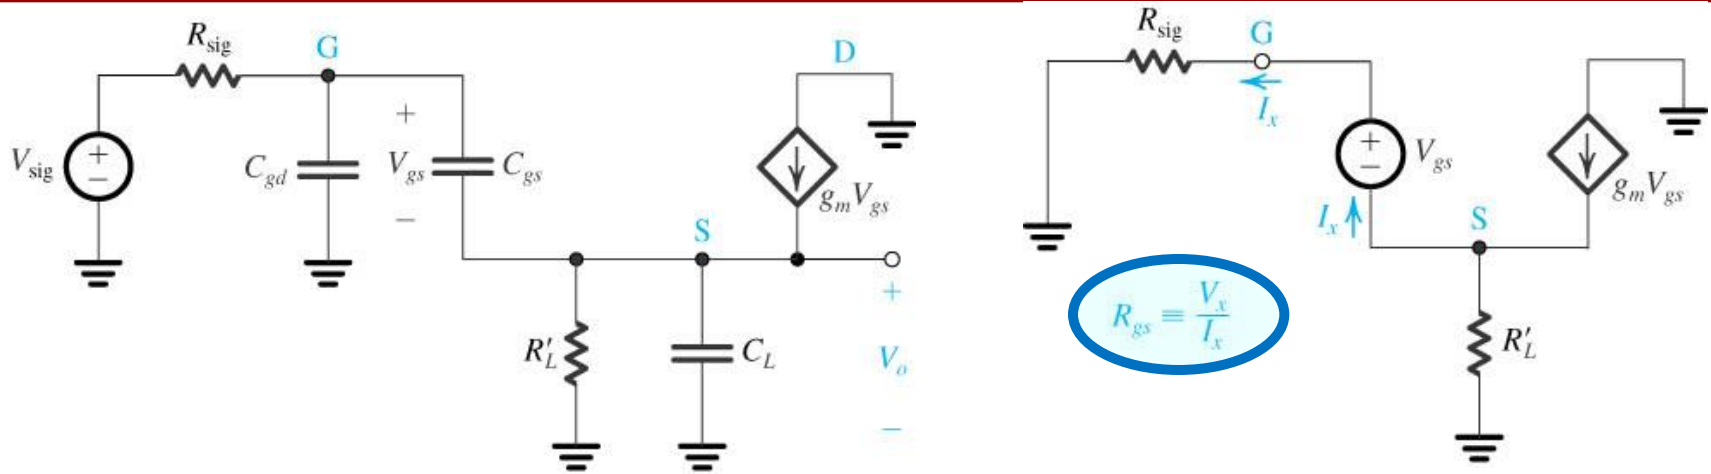 R_sig
G
D
V_sig
+
−
C_gd
+
V_gs
−
C_gs
g_m V_gs
S
R'_L
C_L
+
V_o
−
R_sig
G
I_x
+
−
V_gs
g_m V_gs
I_x
S
R_gs ≡ V_x / I_x
R'_L